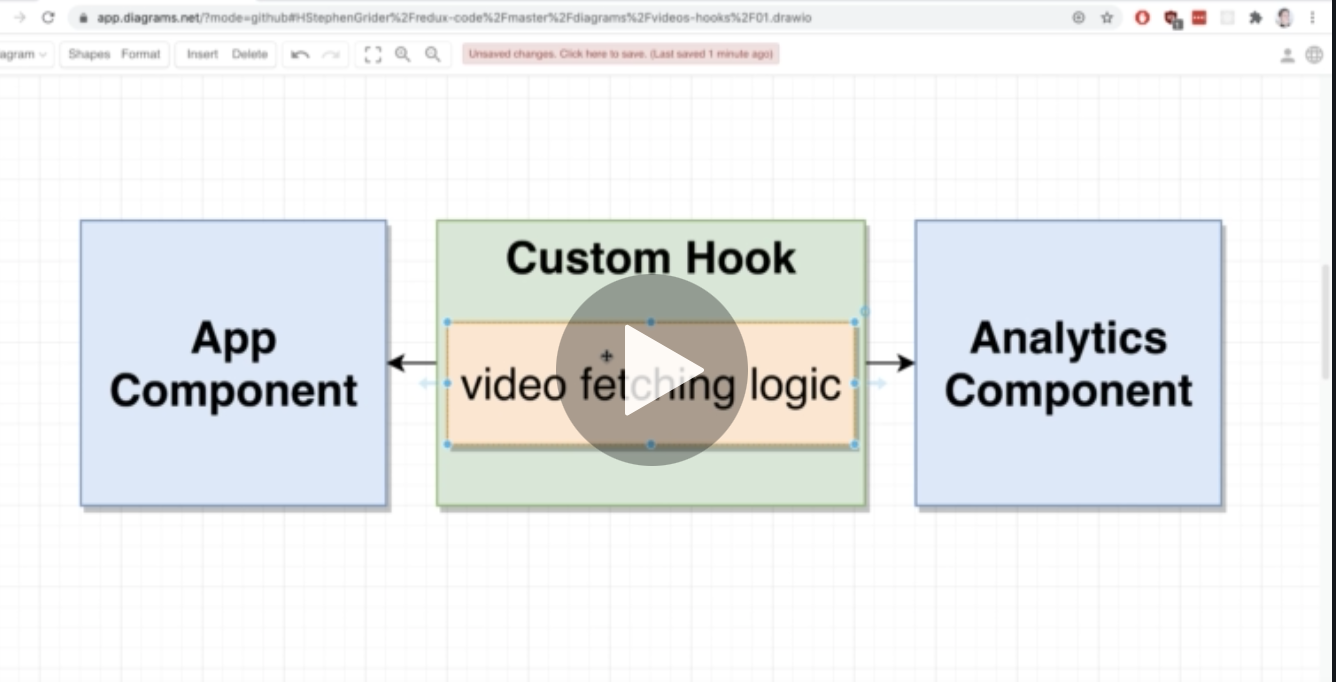 app.diagrams.net/?mode=github#HStephenGrider%2Fredux-code%2Fmaster%2Fdiagrams%2Fvideos-hooks%2F01.drawio
agram
Shapes Format Insert Delete
Unsaved changes. Click here to save. (Last saved 1 minute ago)
Custom Hook
App
Component
video fetching logic
Analytics
Component